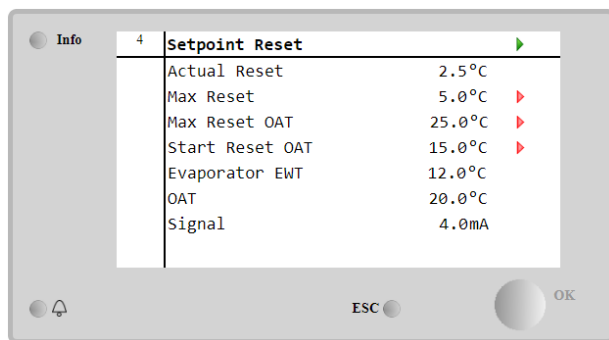 Info
4 Setpoint Reset
Actual Reset 2.5°C
Max Reset 5.0°C
Max Reset OAT 25.0°C
Start Reset OAT 15.0°C
Evaporator EWT 12.0°C
OAT 20.0°C
Signal 4.0mA
OK
ESC